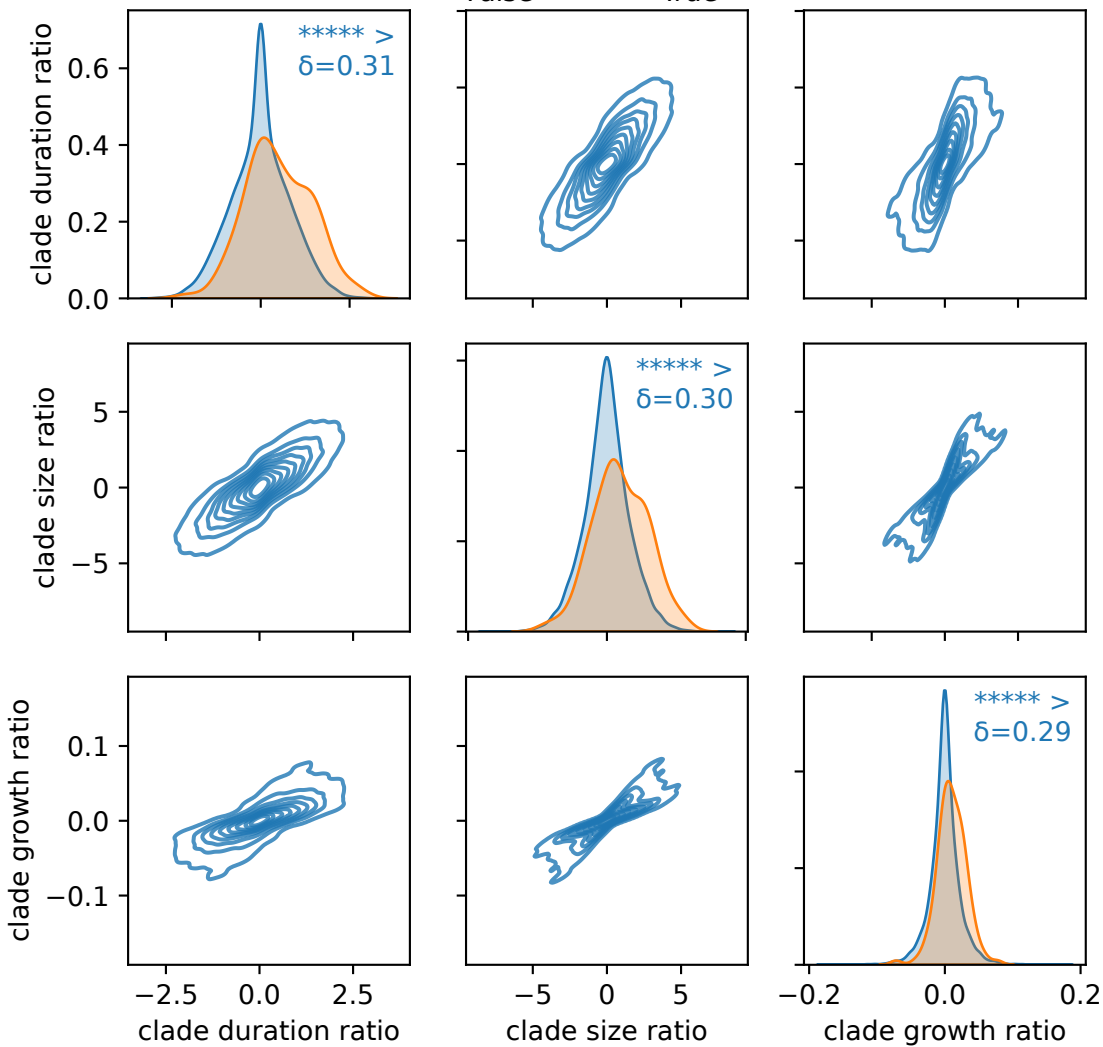 ***** >
δ=0.31
clade duration ratio
0.6
0.4
0.2
0.0
***** >
δ=0.30
clade size ratio
5
0
−5
***** >
δ=0.29
clade growth ratio
0.1
0.0
−0.1
−2.5 0.0 2.5
−5 0 5
−0.2 0.0 0.2
clade duration ratio
clade size ratio
clade growth ratio